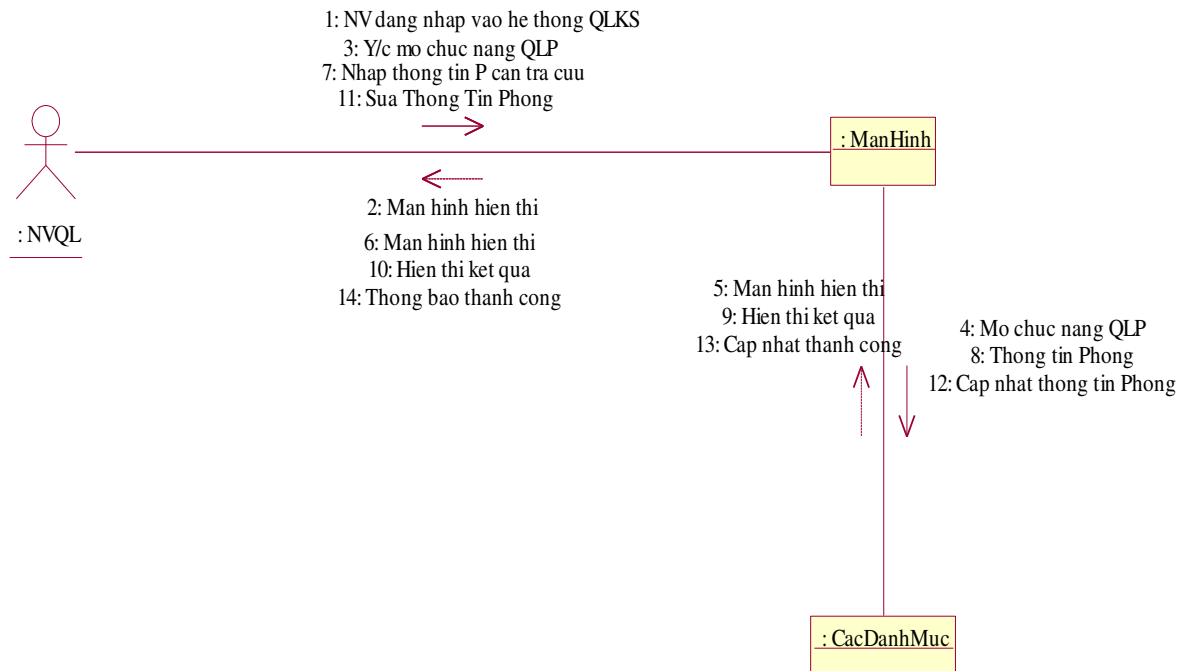 1: NV dang nhap vao he thong QLKS
3: Y/c mo chuc nang QLP
7: Nhap thong tin P can tra cuu
11: Sua Thong Tin Phong
: ManHinh
2: Man hinh hien thi
: NVQL
6: Man hinh hien thi
10: Hien thi ket qua
14: Thong bao thanh cong
5: Man hinh hien thi
9: Hien thi ket qua
13: Cap nhat thanh cong
4: Mo chuc nang QLP
8: Thong tin Phong
12: Cap nhat thong tin Phong
: CacDanhMuc